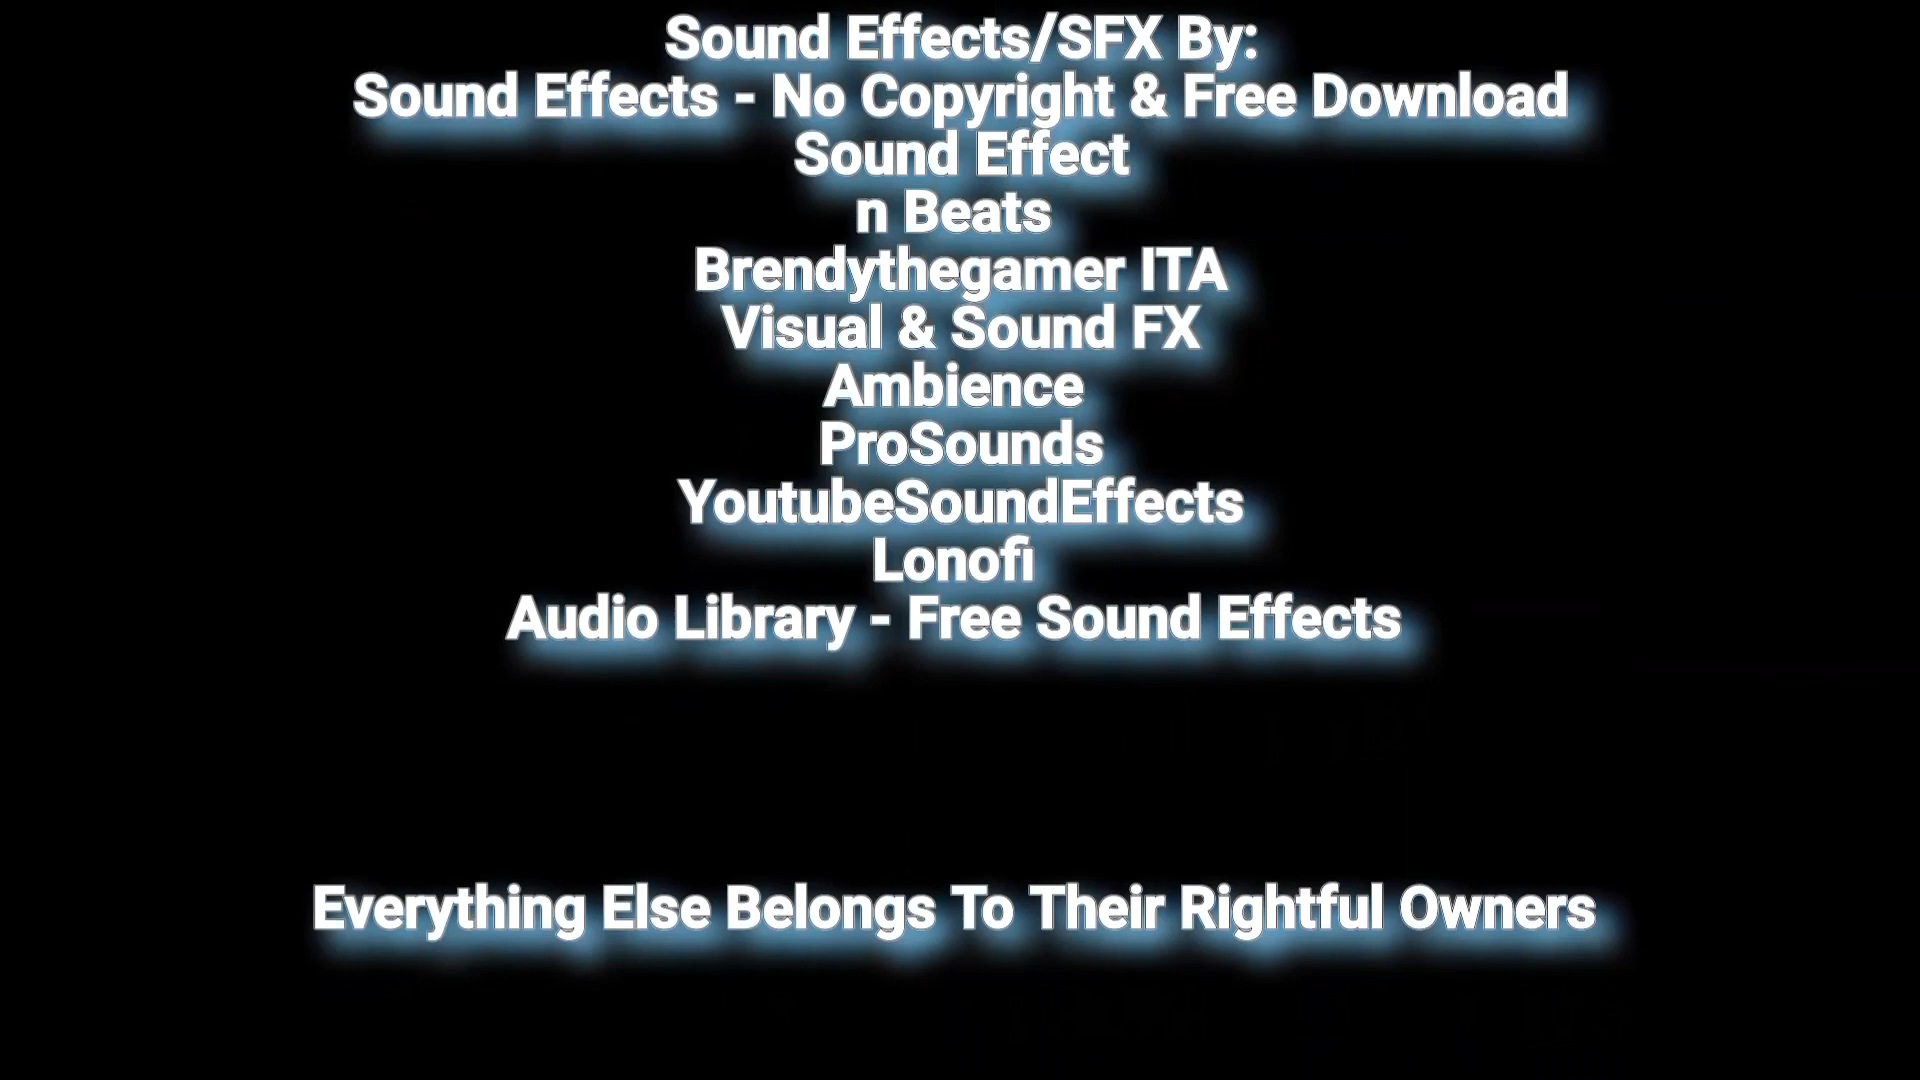 Sound Effects/SFX By:
Sound Effects - No Copyright & Free Download
Sound Effect
n Beats
Brendythegamer ITA
Visual & Sound FX
Ambience
ProSounds
YoutubeSoundEffects
Lonofi
Audio Library - Free Sound Effects
Everything Else Belongs To Their Rightful Owners